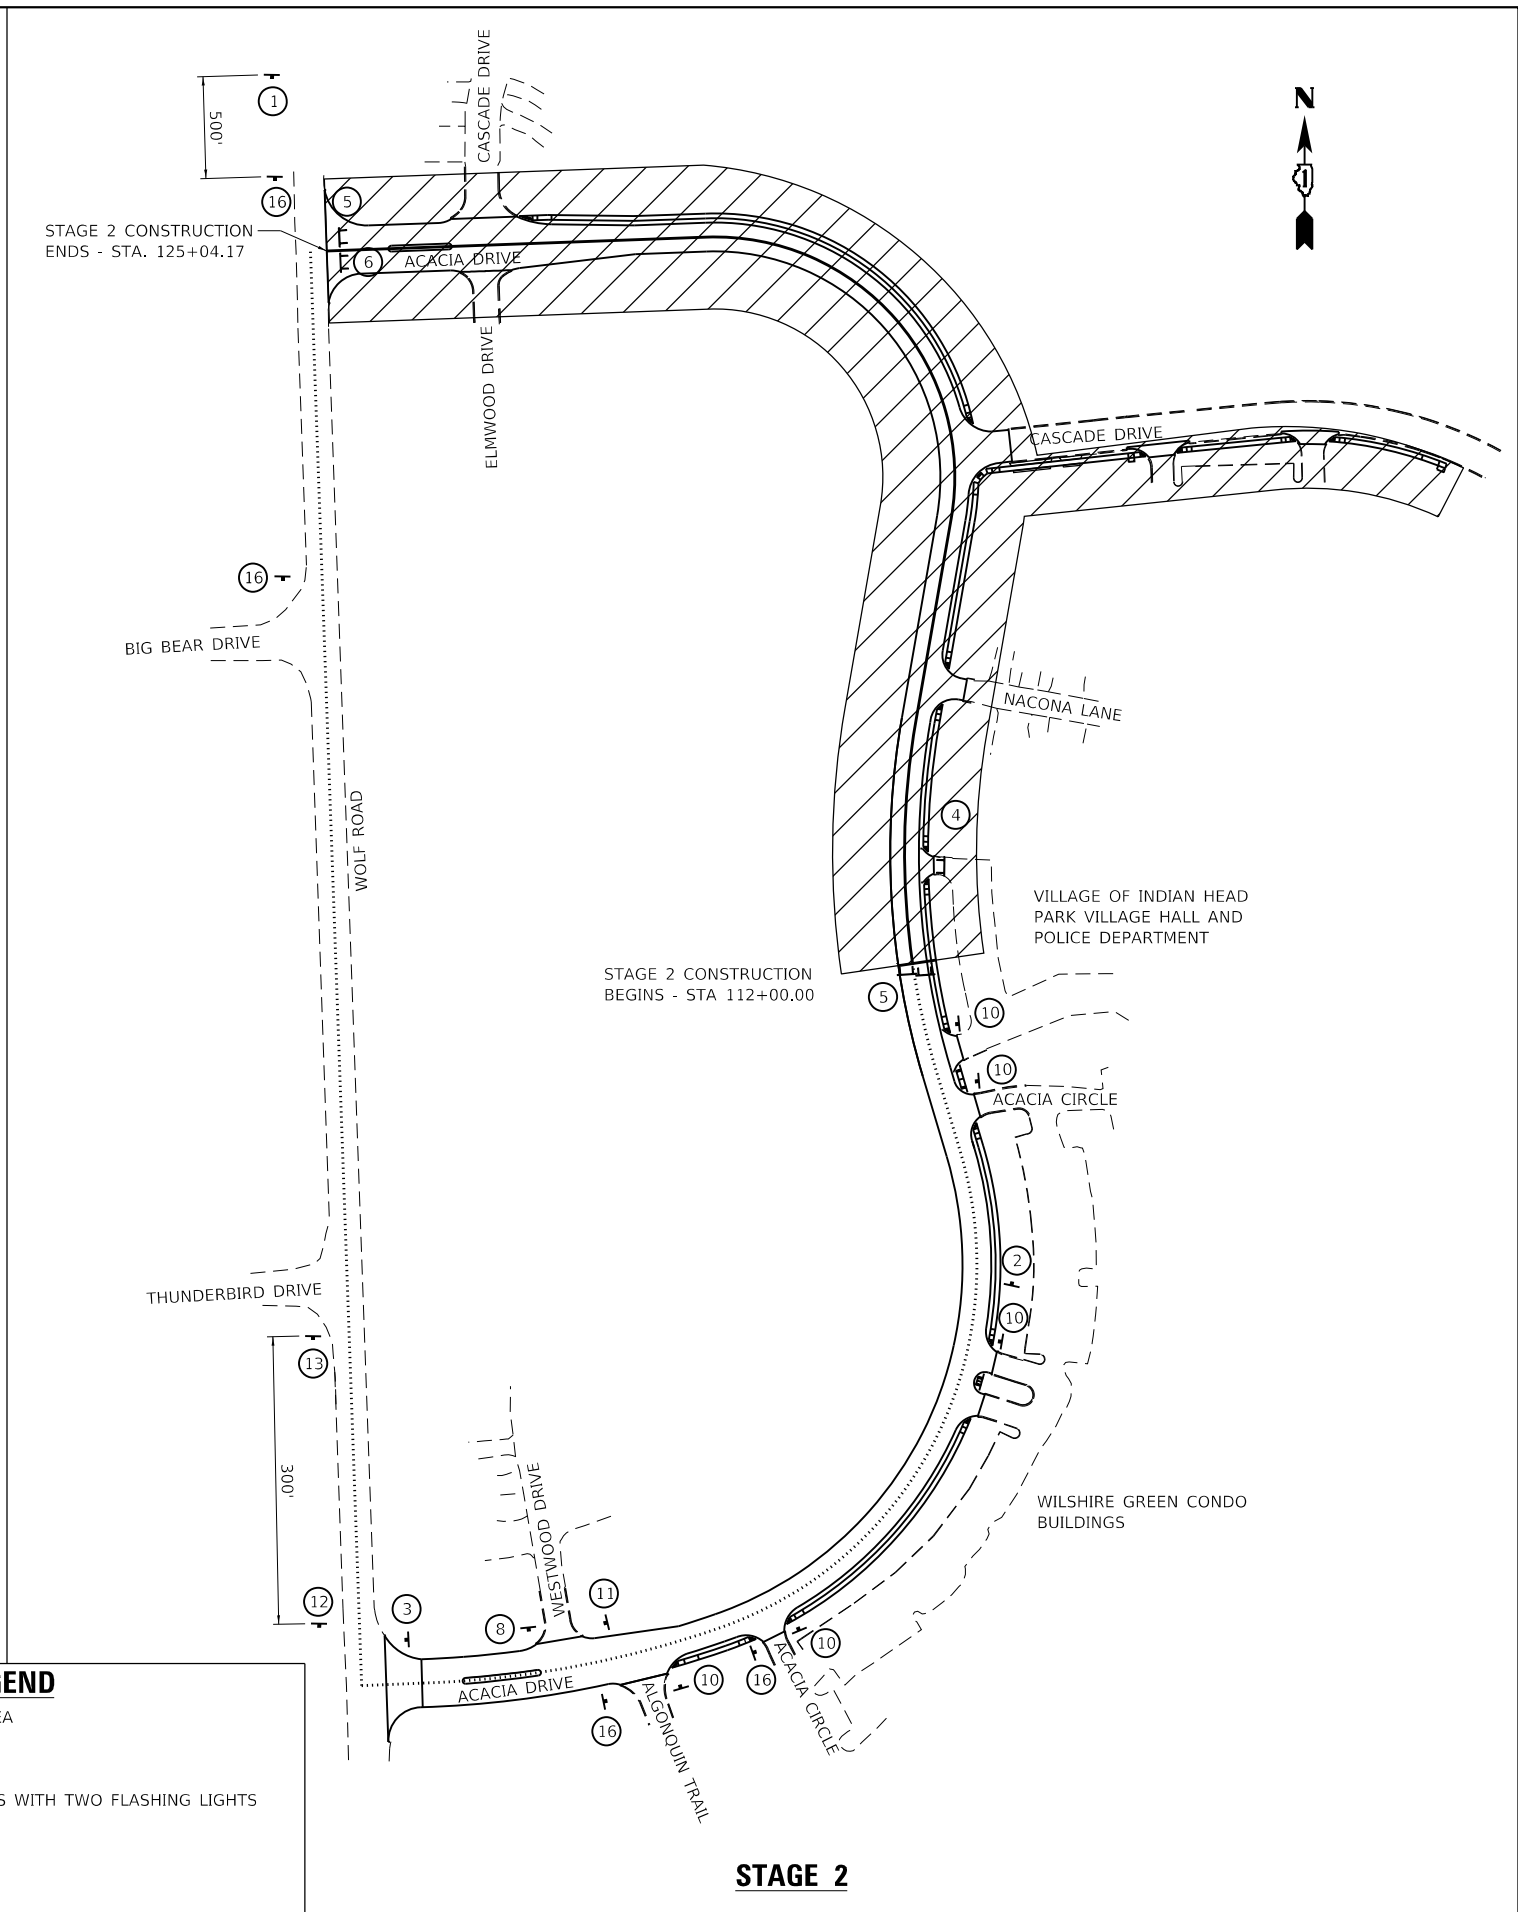 CASCADE DRIVE
N
1
500'
16
5
STAGE 2 CONSTRUCTION
ENDS - STA. 125+04.17
6
ACACIA DRIVE
ELMWOOD DRIVE
CASCADE DRIVE
16
BIG BEAR DRIVE
NACONA LANE
WOLF ROAD
4
VILLAGE OF INDIAN HEAD
PARK VILLAGE HALL AND
POLICE DEPARTMENT
STAGE 2 CONSTRUCTION
BEGINS - STA 112+00.00
5
10
10
ACACIA CIRCLE
2
THUNDERBIRD DRIVE
10
13
300'
WESTWOOD DRIVE
WILSHIRE GREEN CONDO
BUILDINGS
12
3
8
11
10
ACACIA DRIVE
10
16
ACACIA CIRCLE
16
ALGONQUIN TRAIL
S WITH TWO FLASHING LIGHTS
STAGE 2